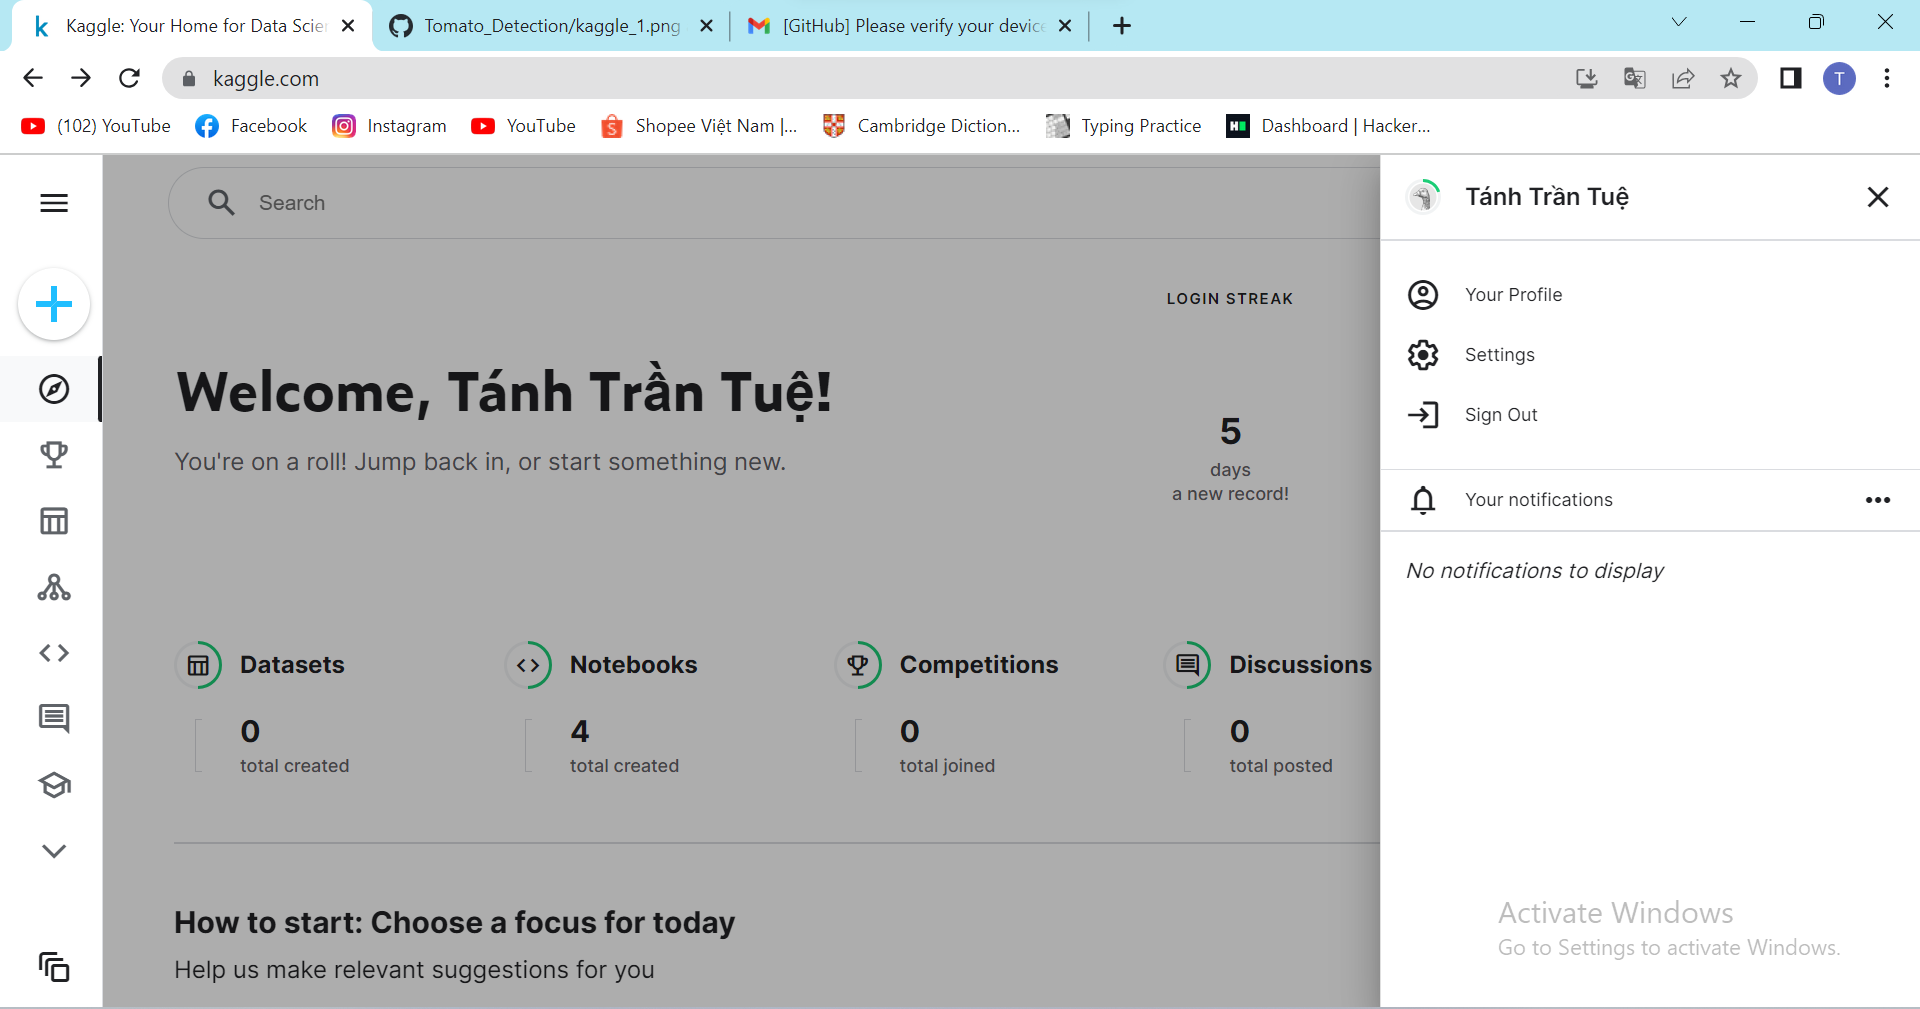 Kaggle: Your Home for Data Scie
Tomato_Detection/kaggle_1.png
[GitHub] Please verify your device
kaggle.com
T
(102) YouTube
Facebook
Instagram
YouTube
Shopee Việt Nam |...
Cambridge Diction...
Typing Practice
Dashboard | Hacker...
Search
LOGIN STREAK
Welcome, Tánh Trần Tuệ!
You're on a roll! Jump back in, or start something new.
5
days
a new record!
Datasets
0
total created
Notebooks
4
total created
Competitions
0
total joined
Discussions
0
total posted
How to start: Choose a focus for today
Help us make relevant suggestions for you
Tánh Trần Tuệ
Your Profile
Settings
Sign Out
Your notifications
No notifications to display
Activate Windows
Go to Settings to activate Windows.